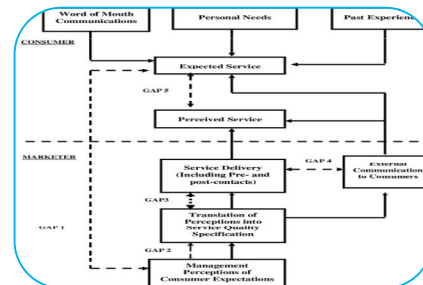 Word of Mouth
Communications
Personal Needs
Past Experience
CONSUMER
Expected Service
GAP 5
Perceived Service
MARKETER
Service Delivery
(Including Pre- and
post-contacts)
GAP 4
External
Communication
to Consumers
GAP3
Translation of
Perceptions into
Service Quality
Specification
GAP 1
GAP 2
Management
Perceptions of
Consumer Expectations